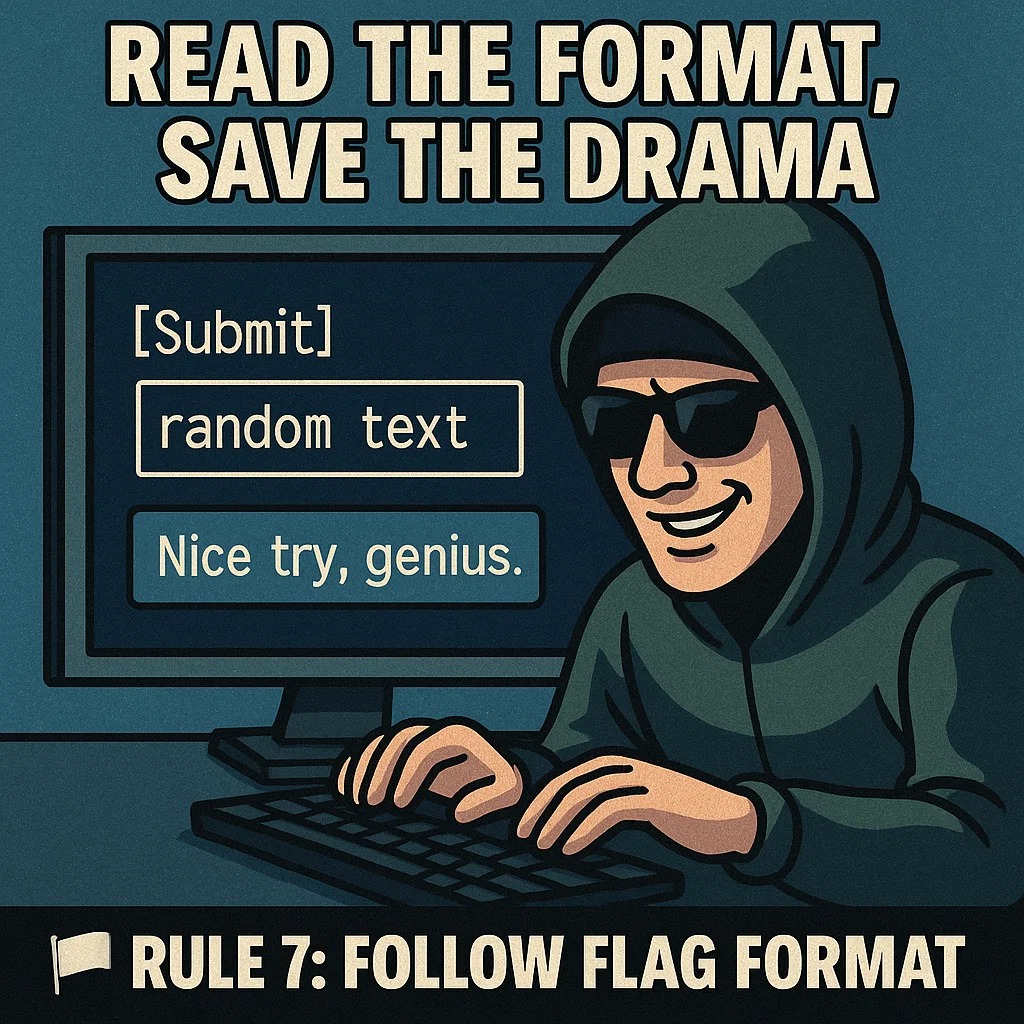 READ THE FORMAT,
SAVE THE DRAMA
[Submit]
random text
Nice try, genius.
RULE 7: FOLLOW FLAG FORMAT